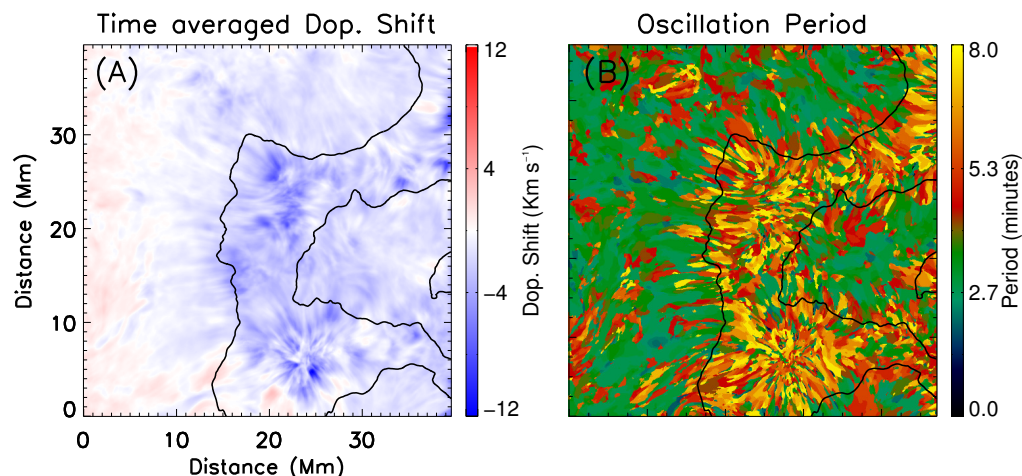 Time averaged Dop. Shift
Oscillation Period
(A)
(B)
30
20
10
0
0
10
20
30
Distance (Mm)
Distance (Mm)
12
4
−4
−12
Dop. Shift (Km s⁻¹)
8.0
5.3
2.7
0.0
Period (minutes)